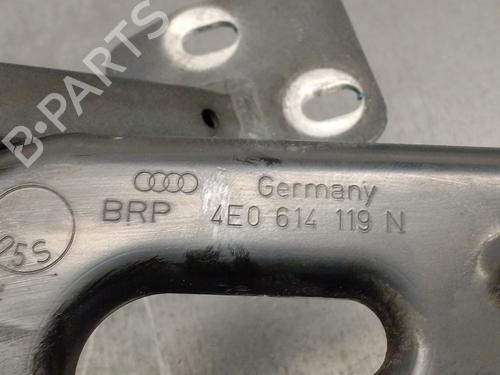 B-PARTS
Germany
BRP 4E0 614 119 N
25S